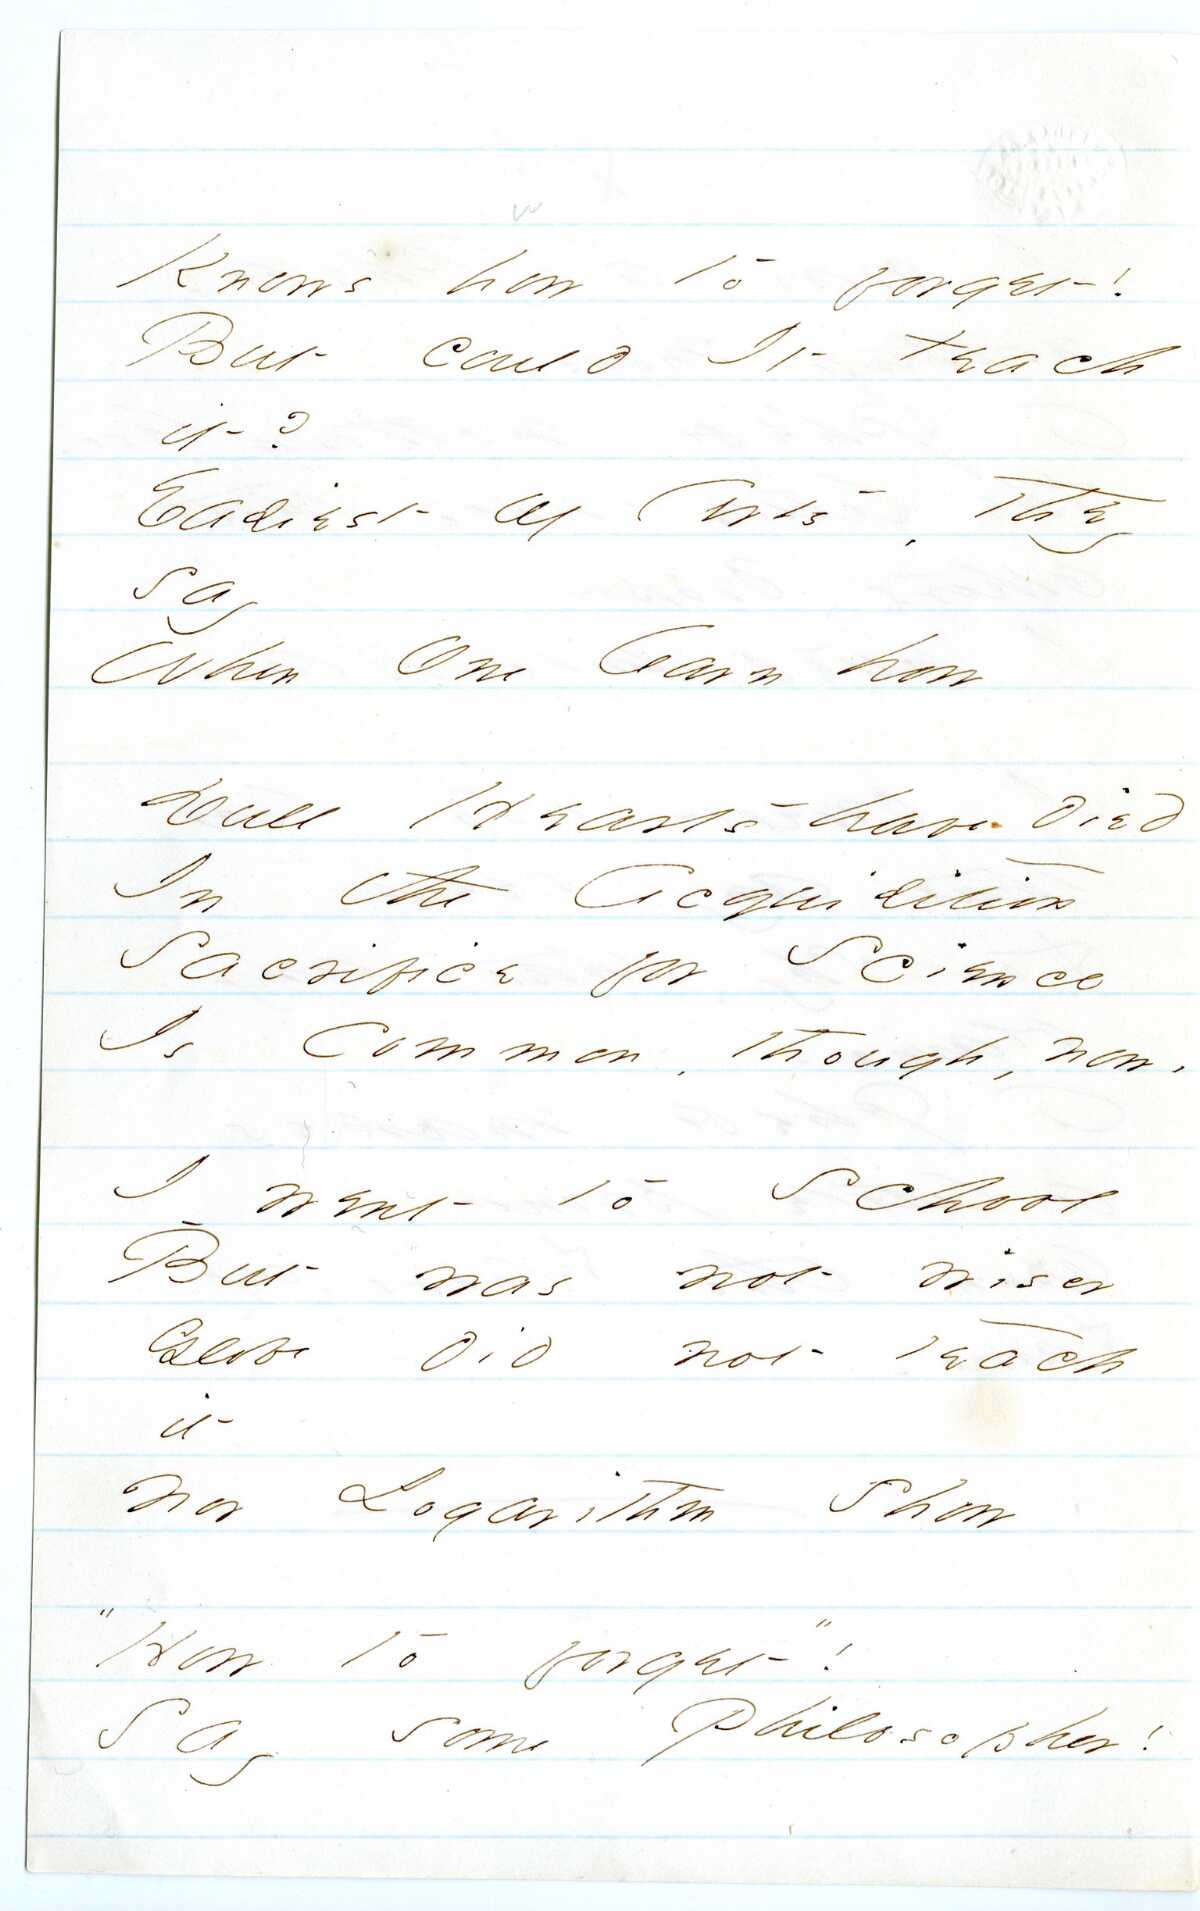 Knows how to forget!
But could It teach
it?
Easiest of Arts, They
say
When One learn how
Dull Hearts have died
In the Acquisition
Sacrifice for Science
Is Common, though, now.
I went to School
But was not wiser
Globe did not teach
it
Nor Logarithm Show
"How to forget"!
Say some Philosopher!